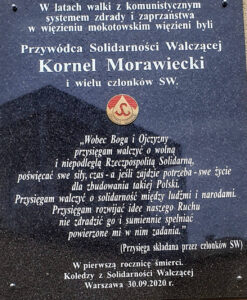 W latach walki z komunistycznym
systemem zdrady i zaprzaństwa
w więzieniu mokotowskim więzieni byli
Przywódca Solidarności Walczącej
Kornel Morawiecki
i wielu członków SW.
„Wobec Boga i Ojczyzny
przysięgam walczyć o wolną
i niepodległą Rzeczpospolitą Solidarną,
poświęcać swe siły, czas - a jeśli zajdzie potrzeba - swe życie
dla zbudowania takiej Polski.
Przysięgam walczyć o solidarność między ludźmi i narodami.
Przysięgam rozwijać idee naszego Ruchu
nie zdradzić go i sumiennie spełniać
powierzone mi w nim zadania.”
(Przysięga składana przez członków SW)
W pierwszą rocznicę śmierci.
Koledzy z Solidarności Walczącej
Warszawa 30.09.2020 r.